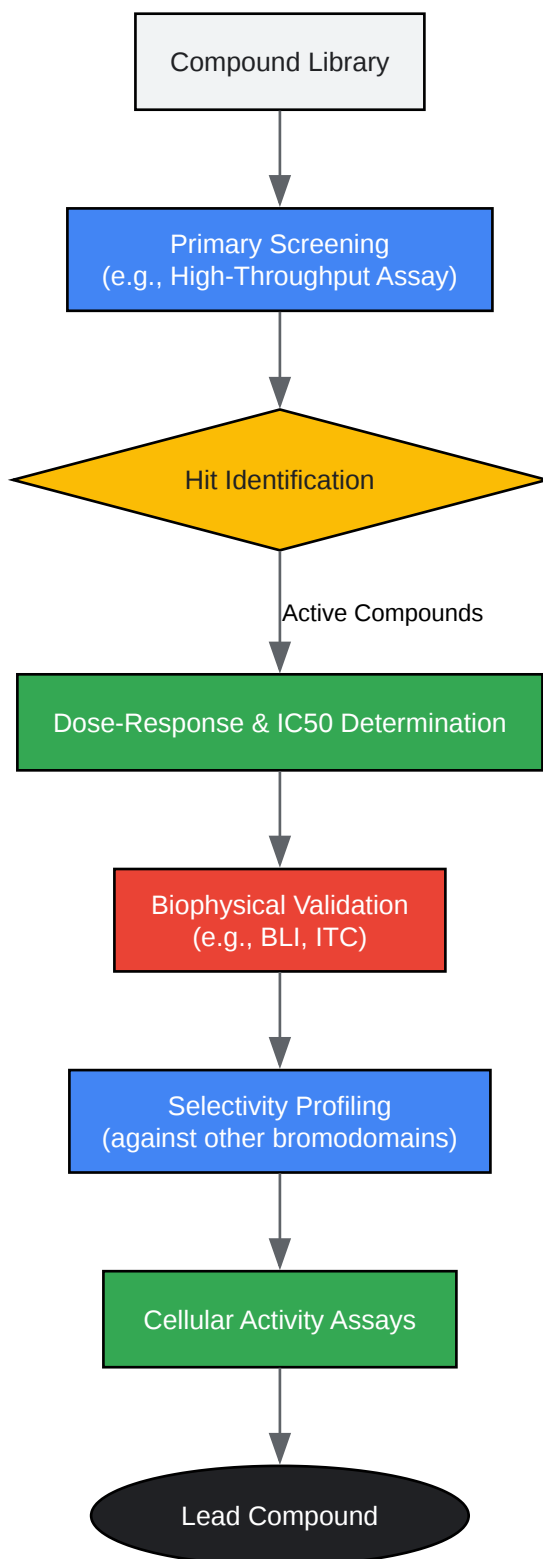 Compound Library
Primary Screening
(e.g., High-Throughput Assay)
Hit Identification
Active Compounds
Dose-Response & IC50 Determination
Biophysical Validation
(e.g., BLI, ITC)
Selectivity Profiling
(against other bromodomains)
Cellular Activity Assays
Lead Compound